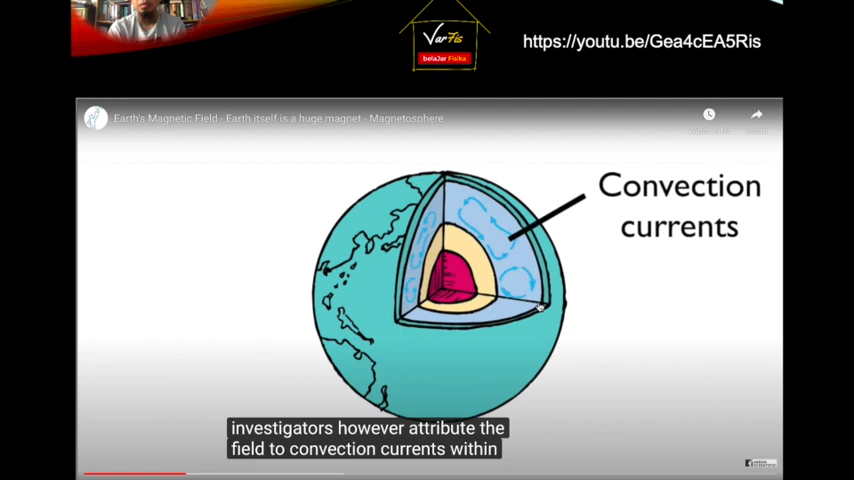 VarFis
belaJar Fisika
https://youtu.be/Gea4cEA5Ris
Earth's Magnetic Field - Earth itself is a huge magnet - Magnetosphere
Convection
currents
investigators however attribute the
field to convection currents within